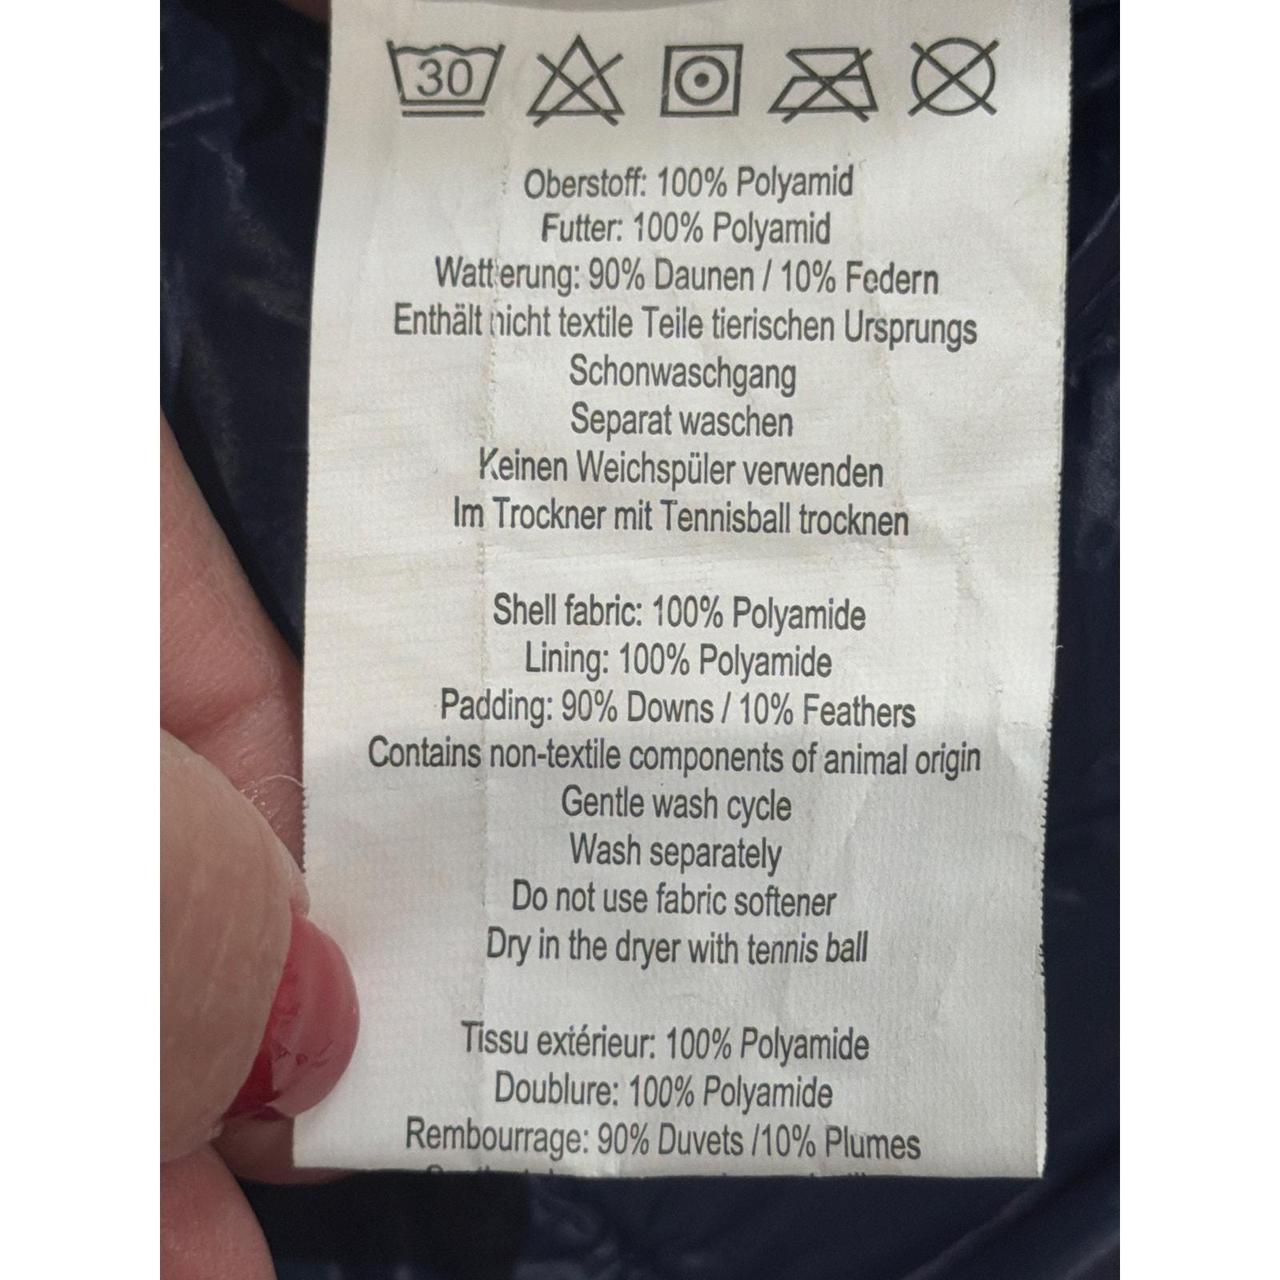 30
Oberstoff: 100% Polyamid
Futter: 100% Polyamid
Wattierung: 90% Daunen / 10% Federn
Enthält nicht textile Teile tierischen Ursprungs
Schonwaschgang
Separat waschen
Keinen Weichspüler verwenden
Im Trockner mit Tennisball trocknen
Shell fabric: 100% Polyamide
Lining: 100% Polyamide
Padding: 90% Downs / 10% Feathers
Contains non-textile components of animal origin
Gentle wash cycle
Wash separately
Do not use fabric softener
Dry in the dryer with tennis ball
Tissu extérieur: 100% Polyamide
Doublure: 100% Polyamide
Rembourrage: 90% Duvets /10% Plumes